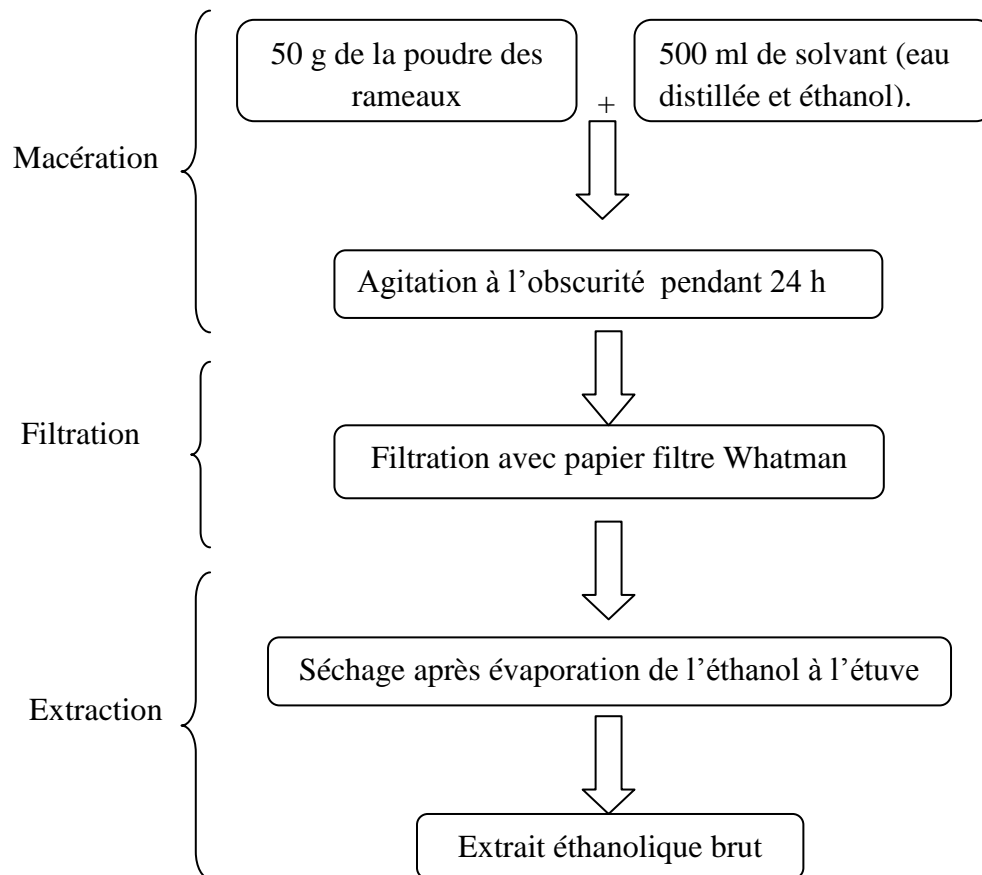 50 g de la poudre des
rameaux
+
500 ml de solvant (eau
distillée et éthanol).
Macération
Agitation à l’obscurité pendant 24 h
Filtration
Filtration avec papier filtre Whatman
Séchage après évaporation de l’éthanol à l’étuve
Extraction
Extrait éthanolique brut